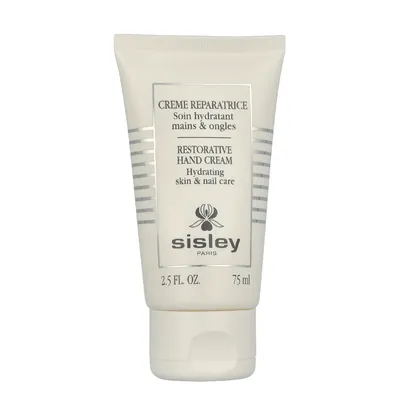 CREME REPARATRICE
Soin hydratant
mains & ongles
RESTORATIVE
HAND CREAM
Hydrating
skin & nail care
sisley
PARIS
2.5 FL. OZ. 75 ml